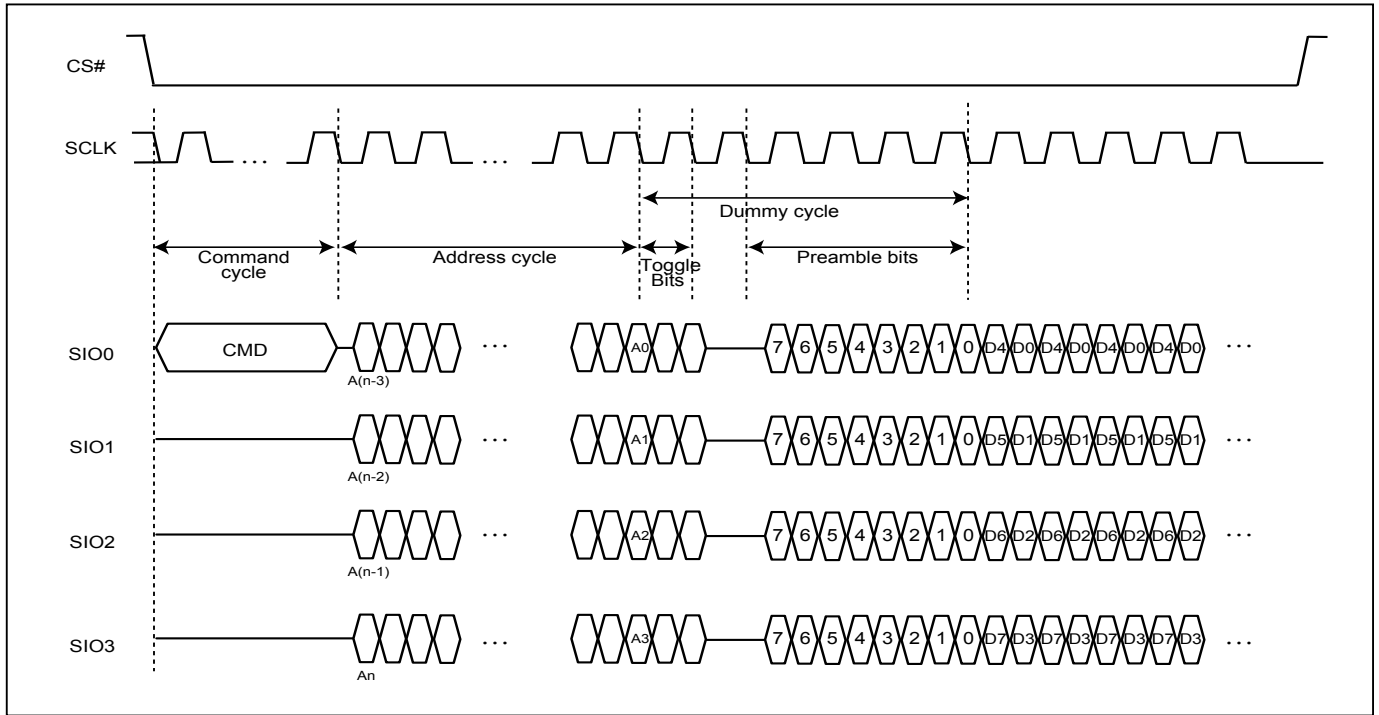 CS#
SCLK
...
...
Dummy cycle
Command
cycle
Address cycle
Toggle
Bits
Preamble bits
SIO0
CMD
...
A0
7 6 5 4 3 2 1 0 D4 D0 D4 D0 D4 D0 D4 D0
...
A(n-3)
SIO1
...
A1
7 6 5 4 3 2 1 0 D5 D1 D5 D1 D5 D1 D5 D1
...
A(n-2)
SIO2
...
A2
7 6 5 4 3 2 1 0 D6 D2 D6 D2 D6 D2 D6 D2
...
A(n-1)
SIO3
...
A3
7 6 5 4 3 2 1 0 D7 D3 D7 D3 D7 D3 D7 D3
...
An